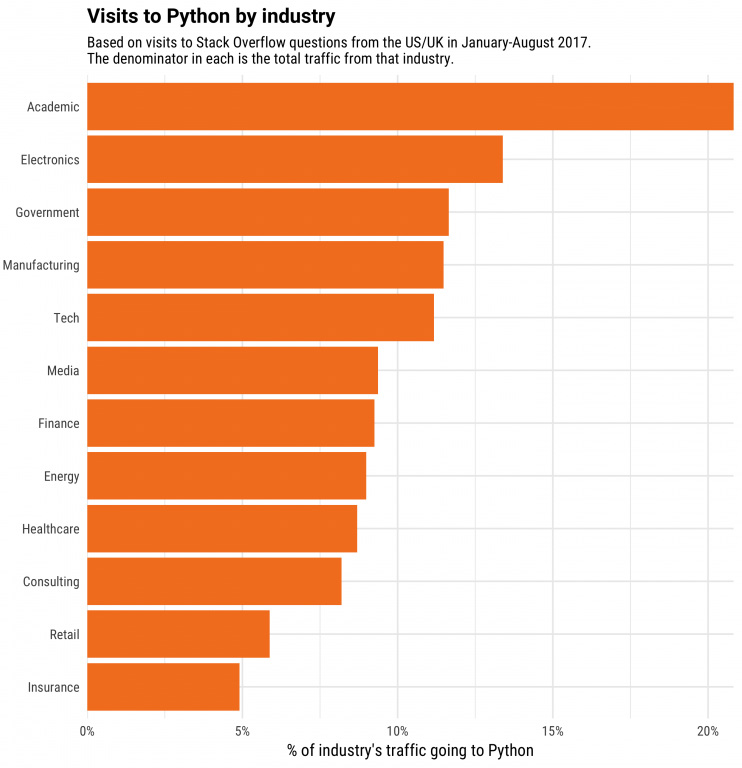 Visits to Python by industry
Based on visits to Stack Overflow questions from the US/UK in January-August 2017.
The denominator in each is the total traffic from that industry.
Academic
Electronics
Government
Manufacturing
Tech
Media
Finance
Energy
Healthcare
Consulting
Retail
Insurance
0% 5% 10% 15% 20%
% of industry's traffic going to Python